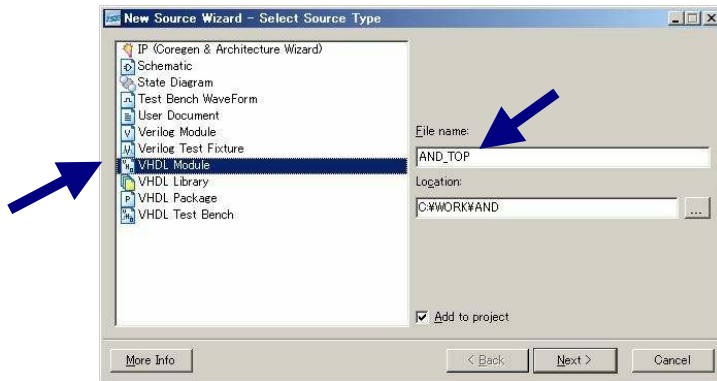 New Source Wizard - Select Source Type
IP (Coregen & Architecture Wizard)
Schematic
State Diagram
Test Bench WaveForm
User Document
Verilog Module
Verilog Test Fixture
VHDL Module
VHDL Library
VHDL Package
VHDL Test Bench
File name:
AND_TOP
Location:
C:¥WORK¥AND
...
Add to project
More Info
< Back
Next >
Cancel